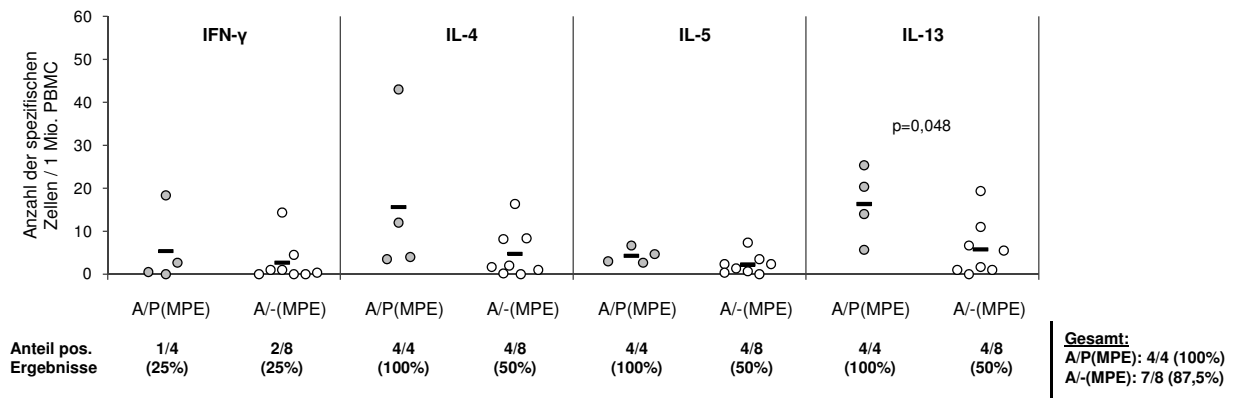 60
50
40
30
20
10
0
Anzahl der spezifischen
Zellen / 1 Mio. PBMC
IFN-γ IL-4 IL-5 IL-13
p=0,048
A/P(MPE) A/-(MPE) A/P(MPE) A/-(MPE) A/P(MPE) A/-(MPE) A/P(MPE) A/-(MPE)
Anteil pos. 1/4 2/8 4/4 4/8 4/4 4/8 4/4 4/8
Ergebnisse (25%) (25%) (100%) (50%) (100%) (50%) (100%) (50%)
Gesamt:
A/P(MPE): 4/4 (100%)
A/-(MPE): 7/8 (87,5%)